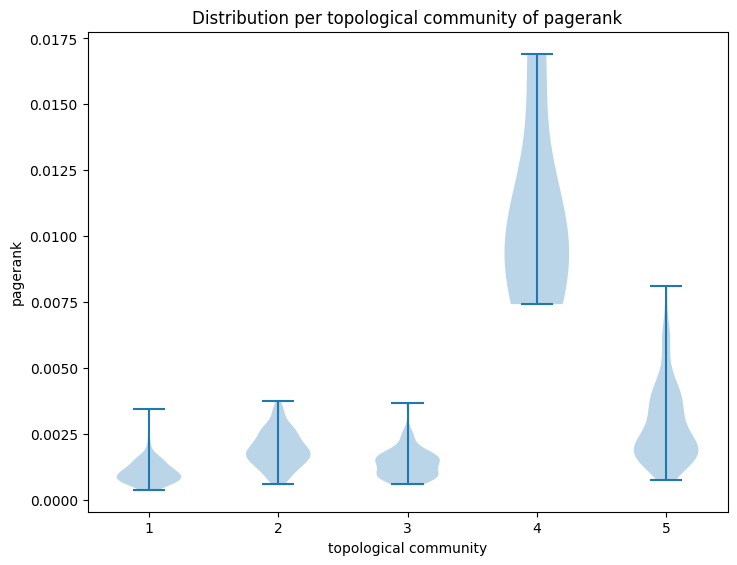 Distribution per topological community of pagerank
0.0175
0.0150
0.0125
0.0100
0.0075
0.0050
0.0025
0.0000
pagerank
1 2 3 4 5
topological community